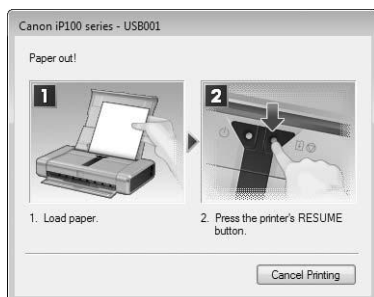 Canon iP100 series - USB001
Paper out!
1
2
1. Load paper.
2. Press the printer's RESUME
button.
Cancel Printing